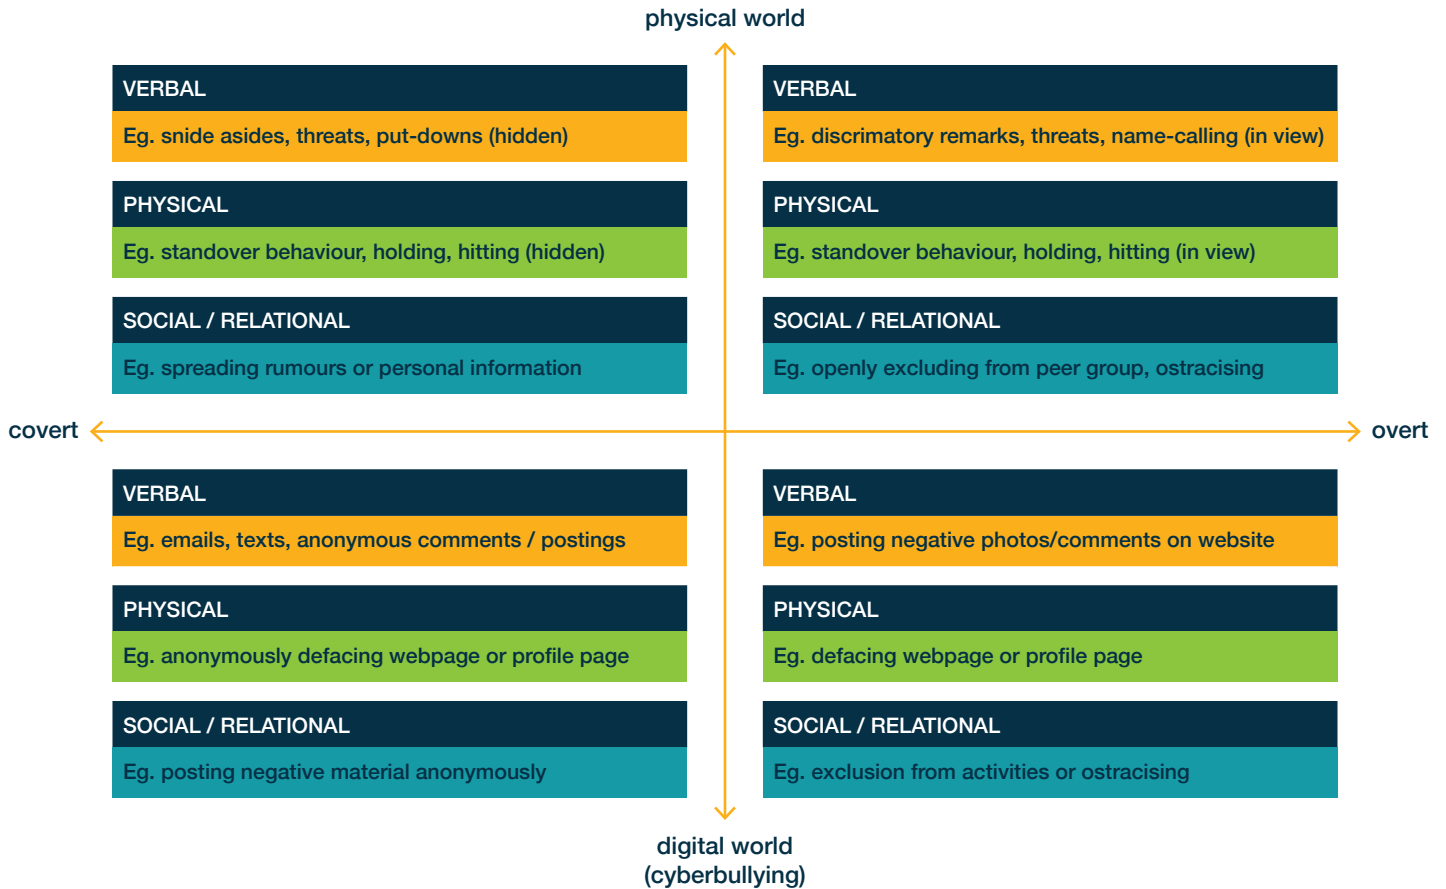 physical world
VERBAL
Eg. snide asides, threats, put-downs (hidden)
PHYSICAL
Eg. standover behaviour, holding, hitting (hidden)
SOCIAL / RELATIONAL
Eg. spreading rumours or personal information
VERBAL
Eg. discrimatory remarks, threats, name-calling (in view)
PHYSICAL
Eg. standover behaviour, holding, hitting (in view)
SOCIAL / RELATIONAL
Eg. openly excluding from peer group, ostracising
covert
overt
VERBAL
Eg. emails, texts, anonymous comments / postings
PHYSICAL
Eg. anonymously defacing webpage or profile page
SOCIAL / RELATIONAL
Eg. posting negative material anonymously
VERBAL
Eg. posting negative photos/comments on website
PHYSICAL
Eg. defacing webpage or profile page
SOCIAL / RELATIONAL
Eg. exclusion from activities or ostracising
digital world
(cyberbullying)